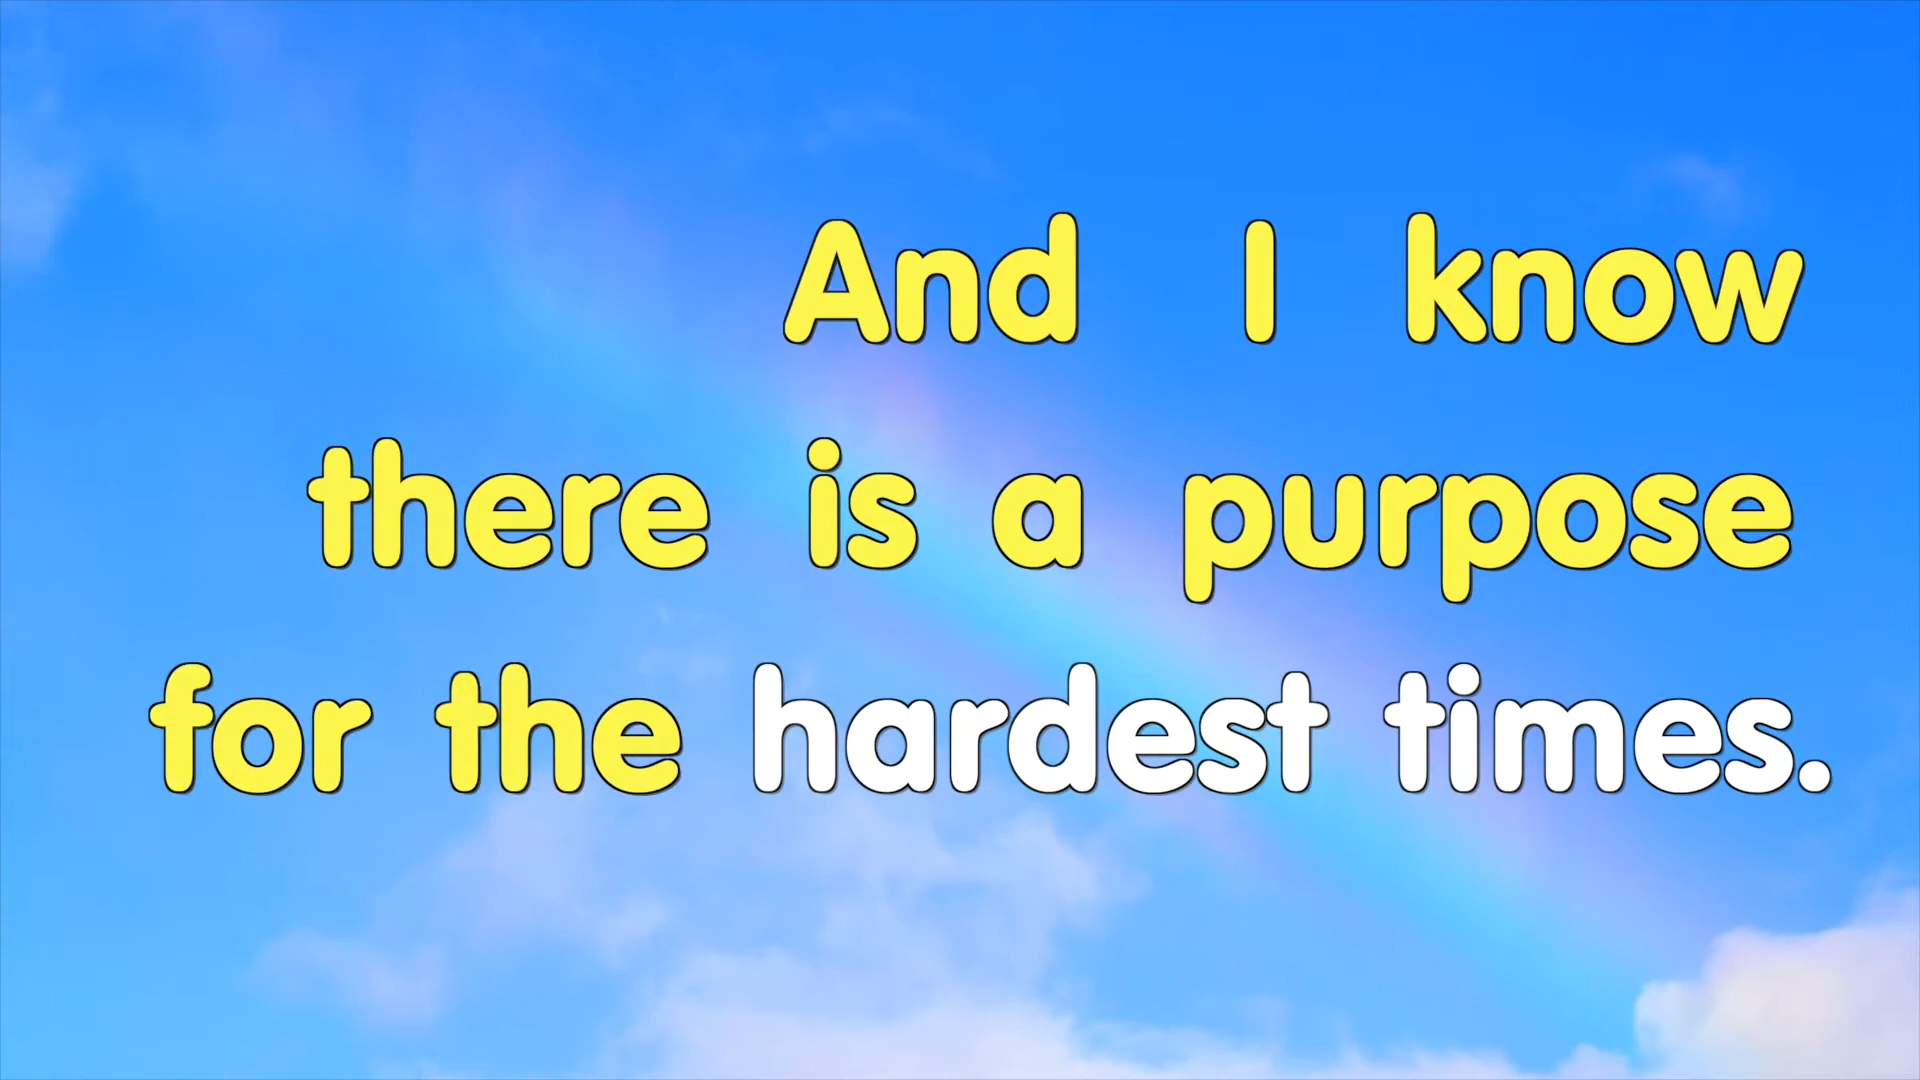 And I know
there is a purpose
for the hardest times.